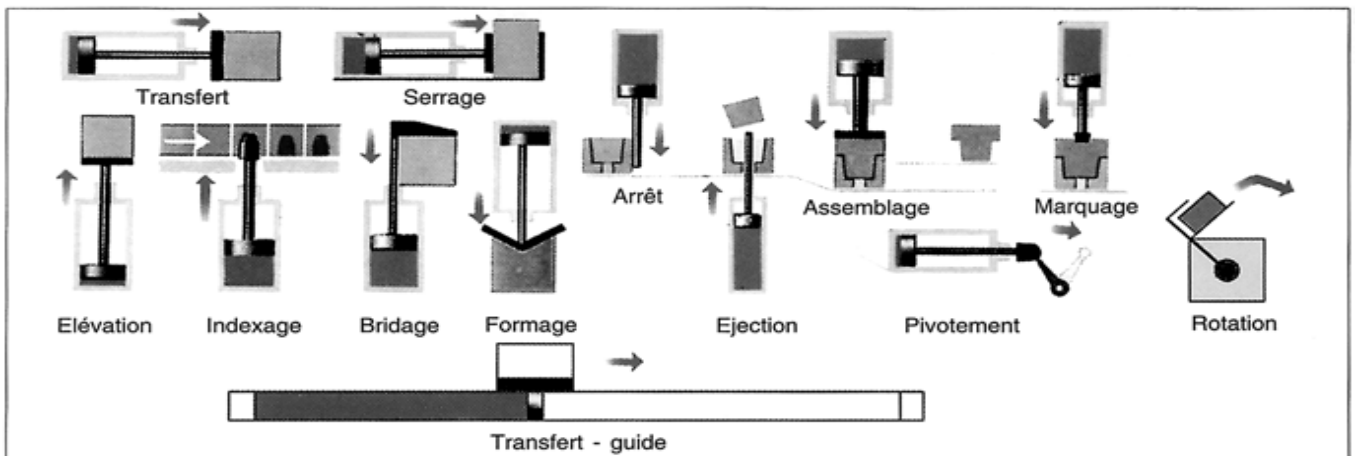 Transfert
Serrage
Arrêt
Assemblage
Marquage
Elévation
Indexage
Bridage
Formage
Ejection
Pivotement
Rotation
Transfert - guide